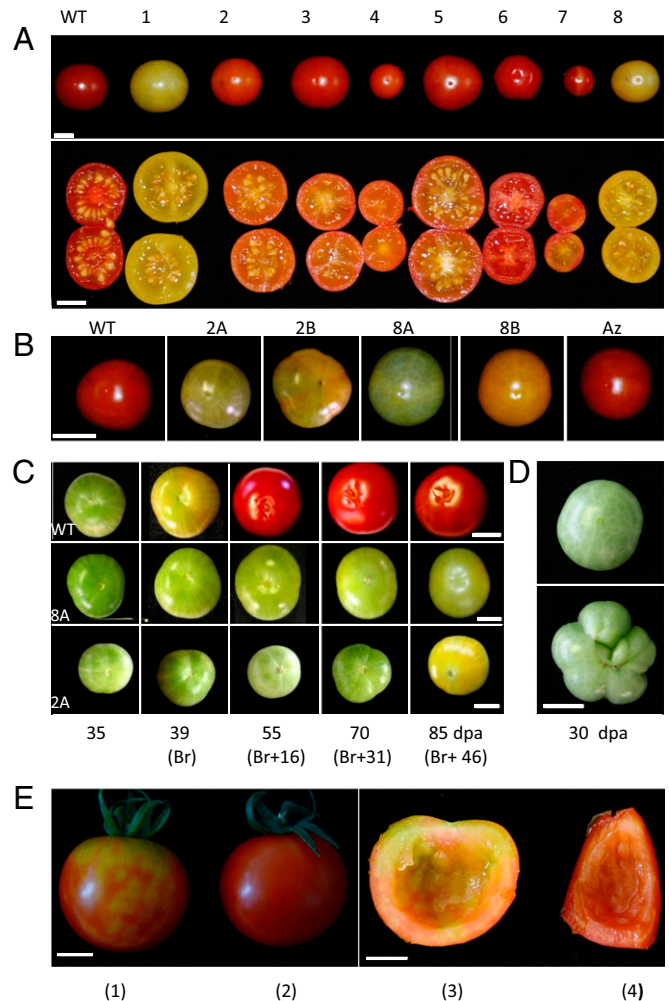 A
WT 1 2 3 4 5 6 7 8
B
WT 2A 2B 8A 8B Az
C D
WT
8A
2A
35 39 55 70 85 dpa 30 dpa
(Br) (Br+16) (Br+31) (Br+ 46)
E
(1) (2) (3) (4)